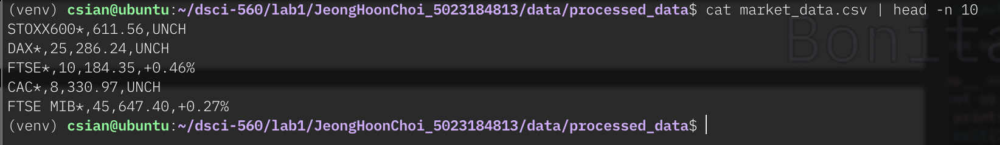 (venv) csian@ubuntu:~/dsci-560/lab1/JeongHoonChoi_5023184813/data/processed_data$ cat market_data.csv | head -n 10
STOXX600*,611.56,UNCH
DAX*,25,286.24,UNCH
FTSE*,10,184.35,+0.46%
CAC*,8,330.97,UNCH
FTSE MIB*,45,647.40,+0.27%
(venv) csian@ubuntu:~/dsci-560/lab1/JeongHoonChoi_5023184813/data/processed_data$